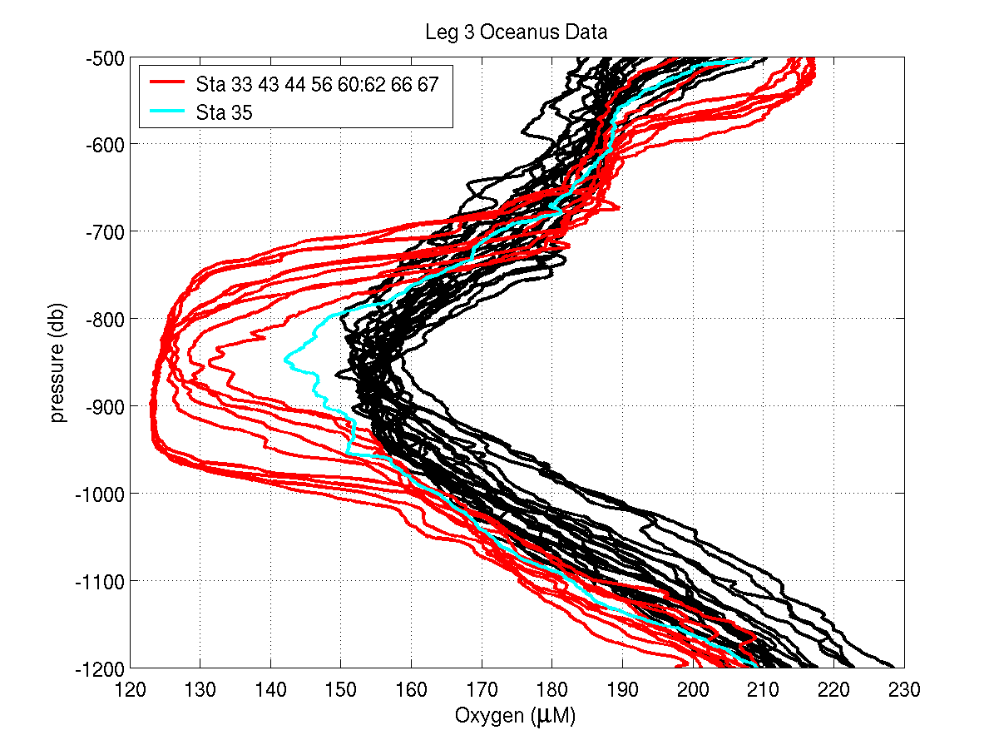 Leg 3 Oceanus Data
Sta 33 43 44 56 60:62 66 67
Sta 35
-500
-600
-700
-800
-900
-1000
-1100
-1200
pressure (db)
120 130 140 150 160 170 180 190 200 210 220 230
Oxygen (μM)